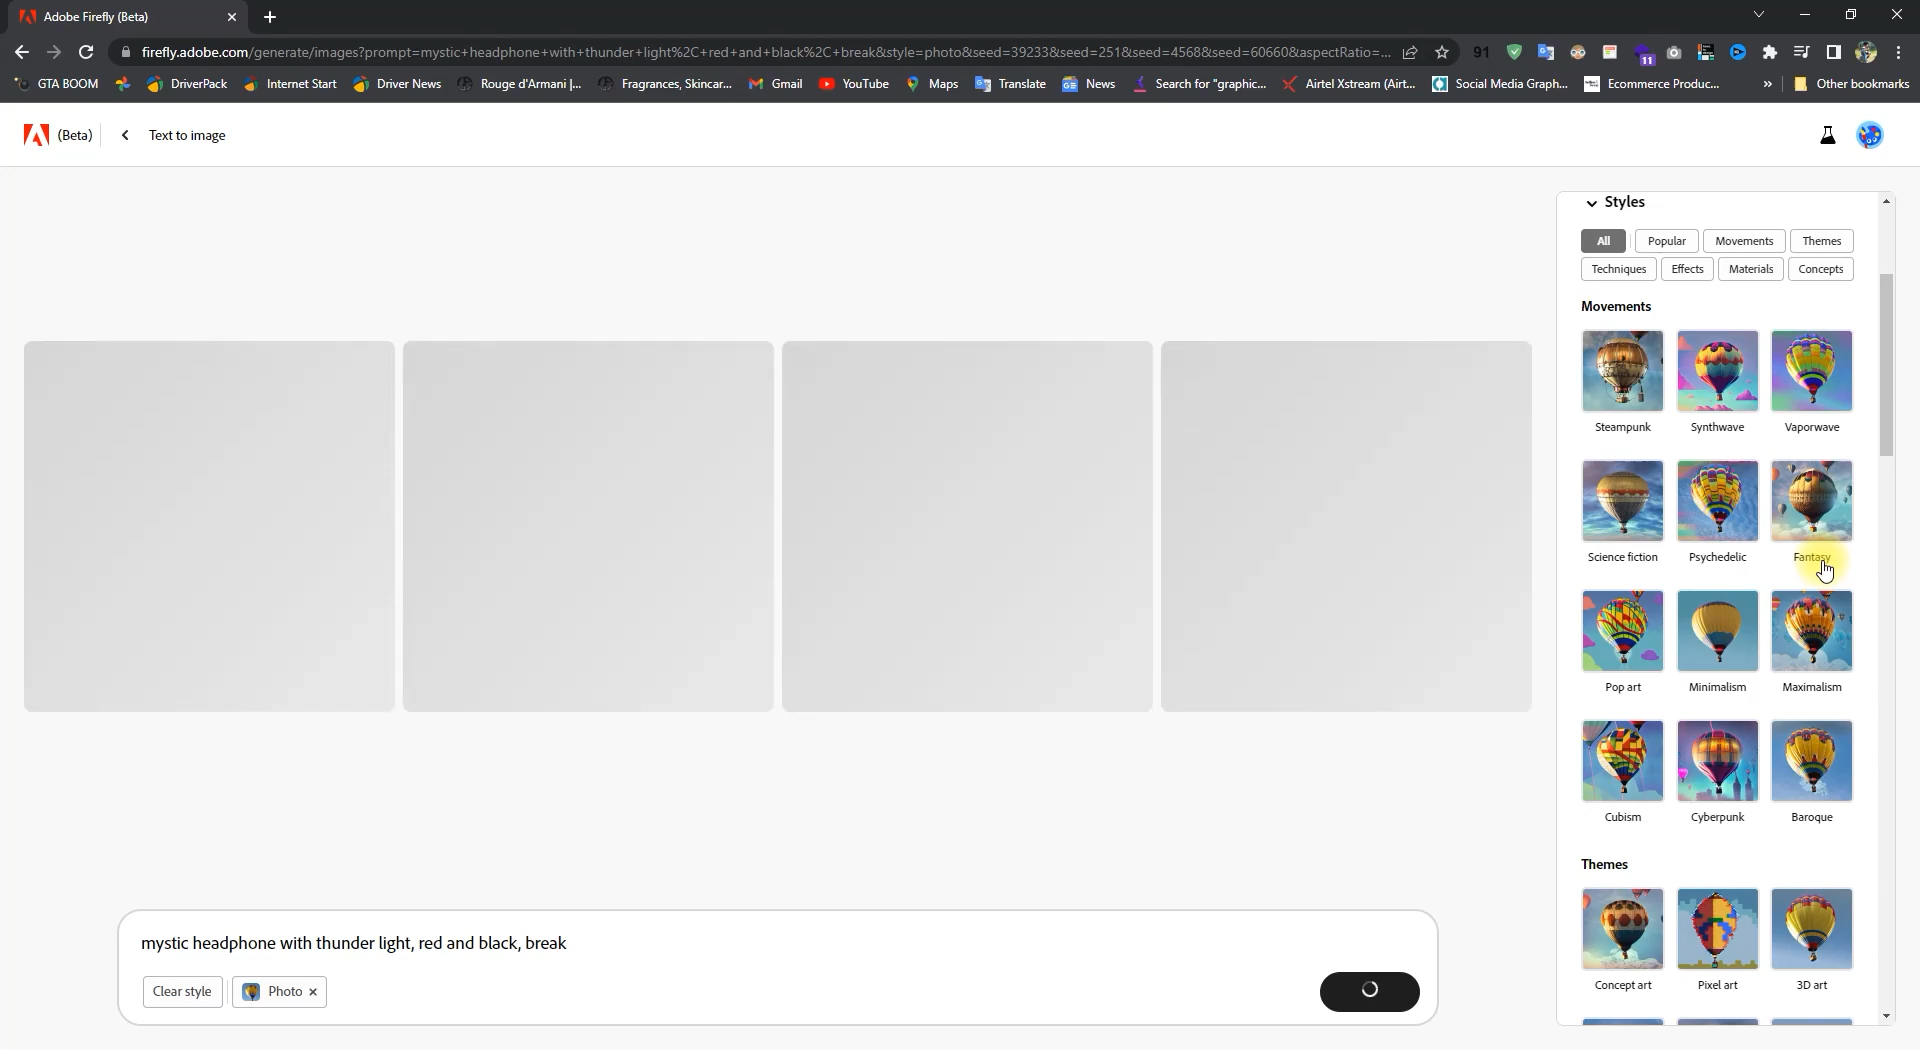 Adobe Firefly (Beta)
firefly.adobe.com/generate/images?prompt=mystic+headphone+with+thunder+light%2C+red+and+black%2C+break&style=photo&seed=39233&seed=251&seed=4568&seed=60660&aspectRatio=...
91
11
GTA BOOM
DriverPack
Internet Start
Driver News
Rouge d'Armani |...
Fragrances, Skincar...
Gmail
YouTube
Maps
Translate
News
Search for "graphic...
Airtel Xstream (Airt...
Social Media Graph...
Ecommerce Produc...
»
Other bookmarks
(Beta)
Text to image
Styles
All
Popular
Movements
Themes
Techniques
Effects
Materials
Concepts
Movements
Steampunk
Synthwave
Vaporwave
Science fiction
Psychedelic
Fantasy
Pop art
Minimalism
Maximalism
Cubism
Cyberpunk
Baroque
Themes
Concept art
Pixel art
3D art
mystic headphone with thunder light, red and black, break
Clear style
Photo